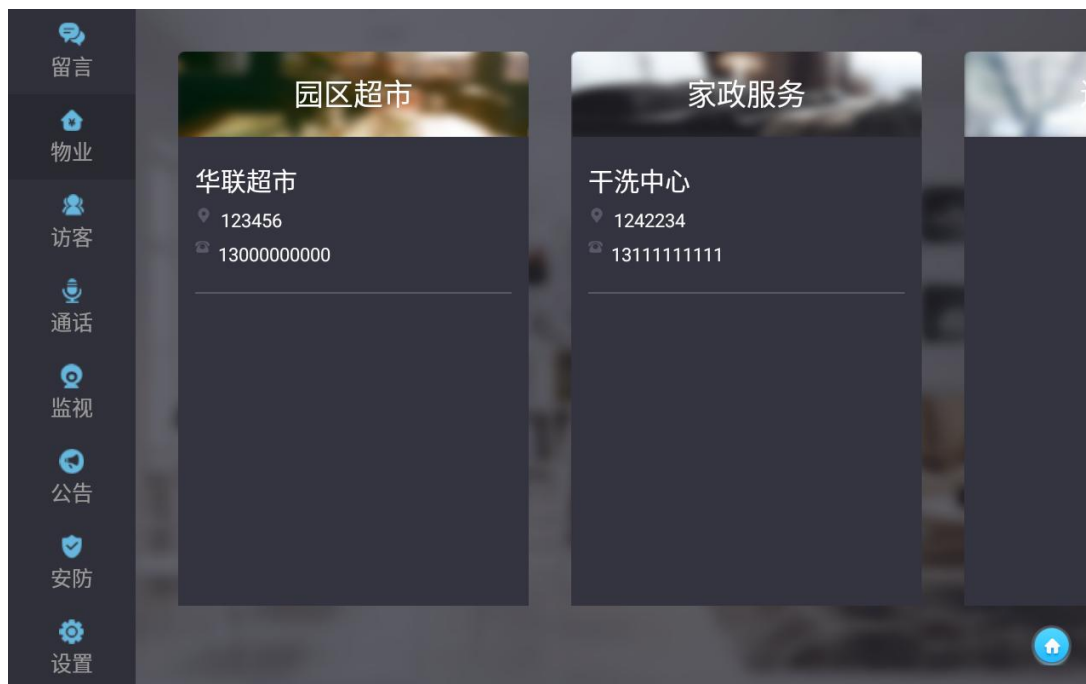 留言
物业
访客
通话
监视
公告
安防
设置
园区超市
华联超市
123456
13000000000
家政服务
干洗中心
1242234
13111111111